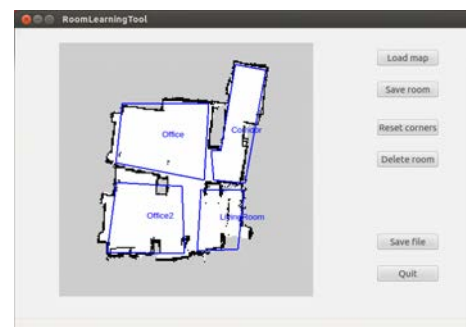 RoomLearningTool
Load map
Save room
Reset corners
Delete room
Save file
Quit
Office
Corridor
Office2
LivingRoom